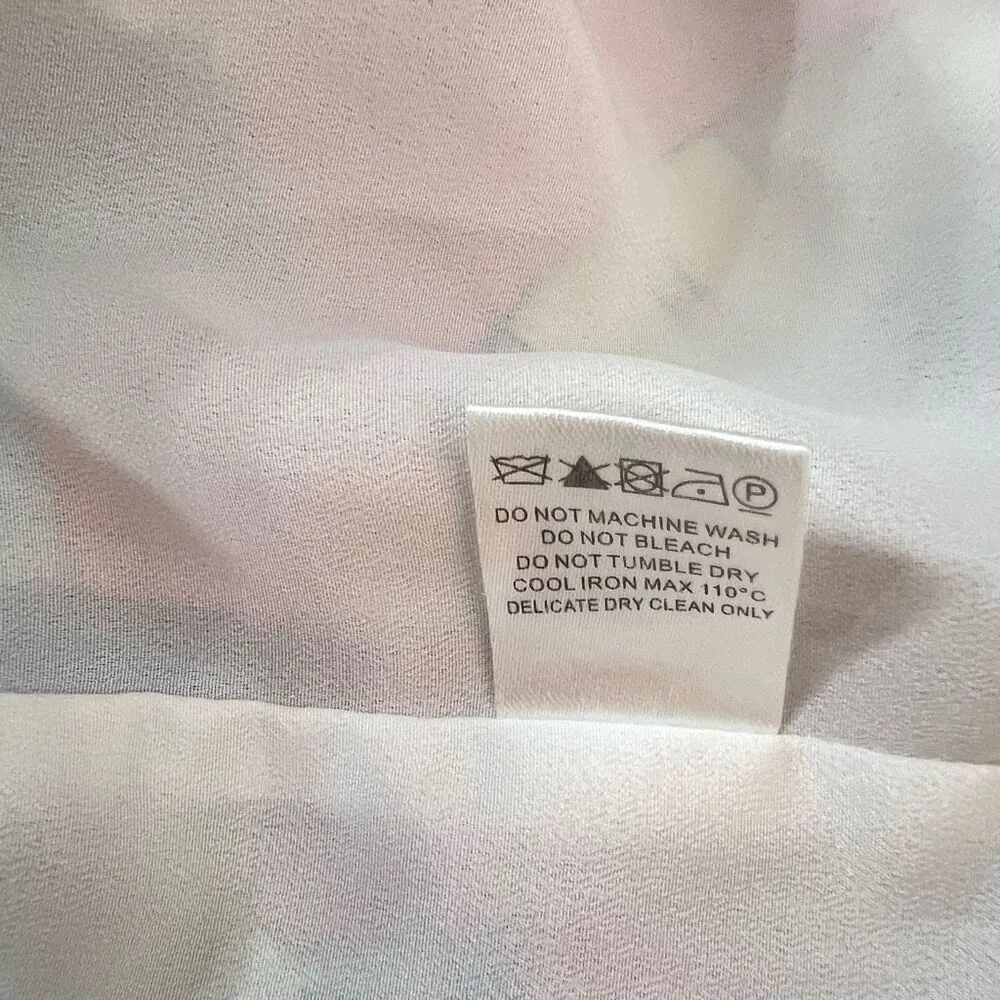 P
DO NOT MACHINE WASH
DO NOT BLEACH
DO NOT TUMBLE DRY
COOL IRON MAX 110°C
DELICATE DRY CLEAN ONLY